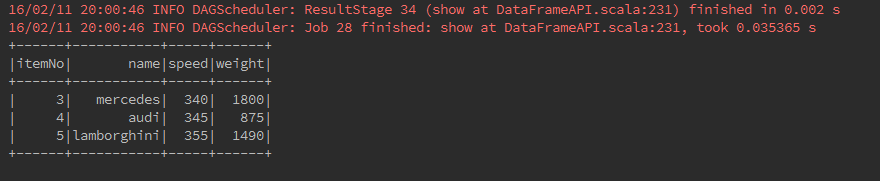 16/02/11 20:00:46 INFO DAGScheduler: ResultStage 34 (show at DataFrameAPI.scala:231) finished in 0.002 s
16/02/11 20:00:46 INFO DAGScheduler: Job 28 finished: show at DataFrameAPI.scala:231, took 0.035365 s
+------+-----------+-----+------+
|itemNo|       name|speed|weight|
+------+-----------+-----+------+
|     3|   mercedes|  340|  1800|
|     4|       audi|  345|   875|
|     5|lamborghini|  355|  1490|
+------+-----------+-----+------+